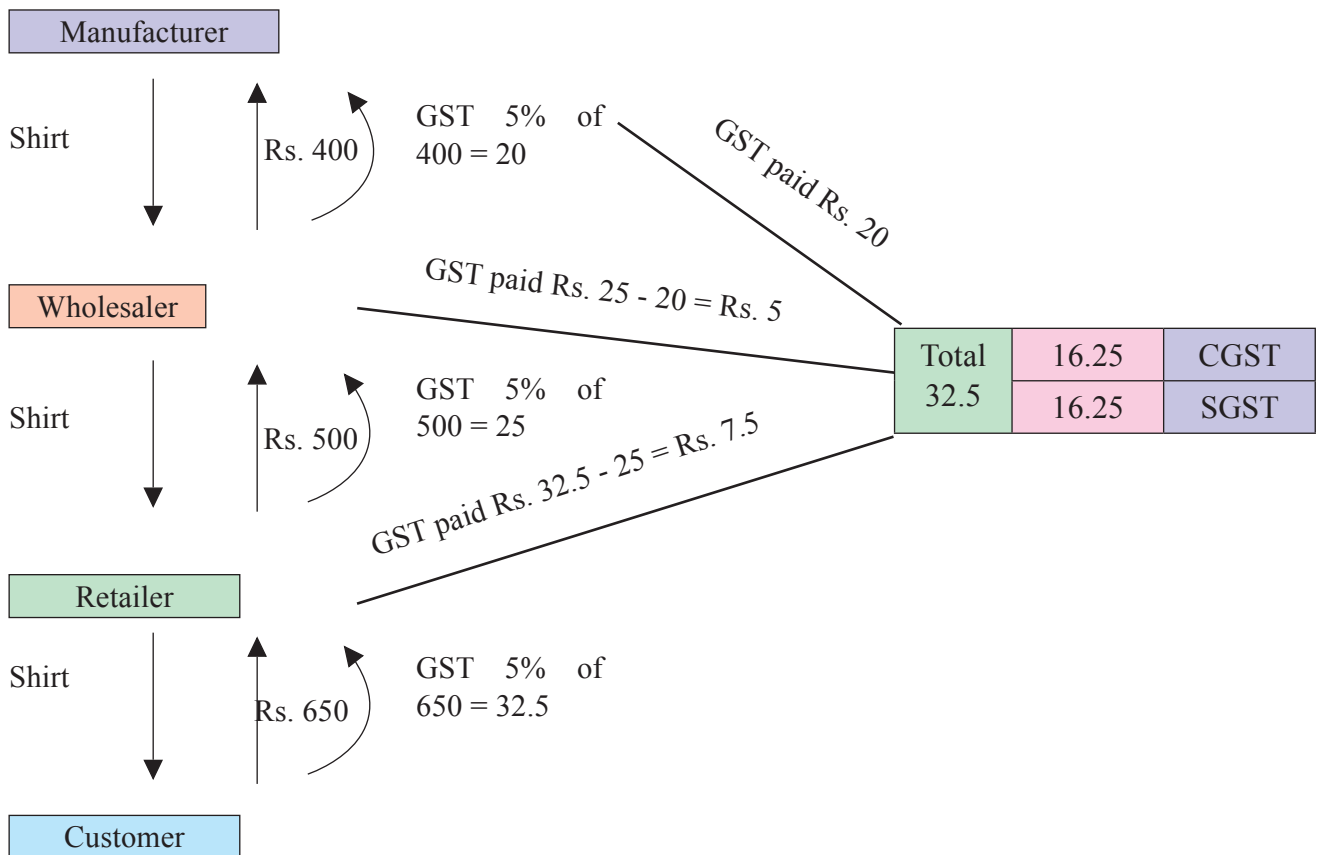 Manufacturer
Shirt
Rs. 400
GST 5% of
400 = 20
GST paid Rs. 20
GST paid Rs. 25 - 20 = Rs. 5
Wholesaler
Total
32.5
16.25
CGST
16.25
SGST
Shirt
Rs. 500
GST 5% of
500 = 25
GST paid Rs. 32.5 - 25 = Rs. 7.5
Retailer
Shirt
Rs. 650
GST 5% of
650 = 32.5
Customer